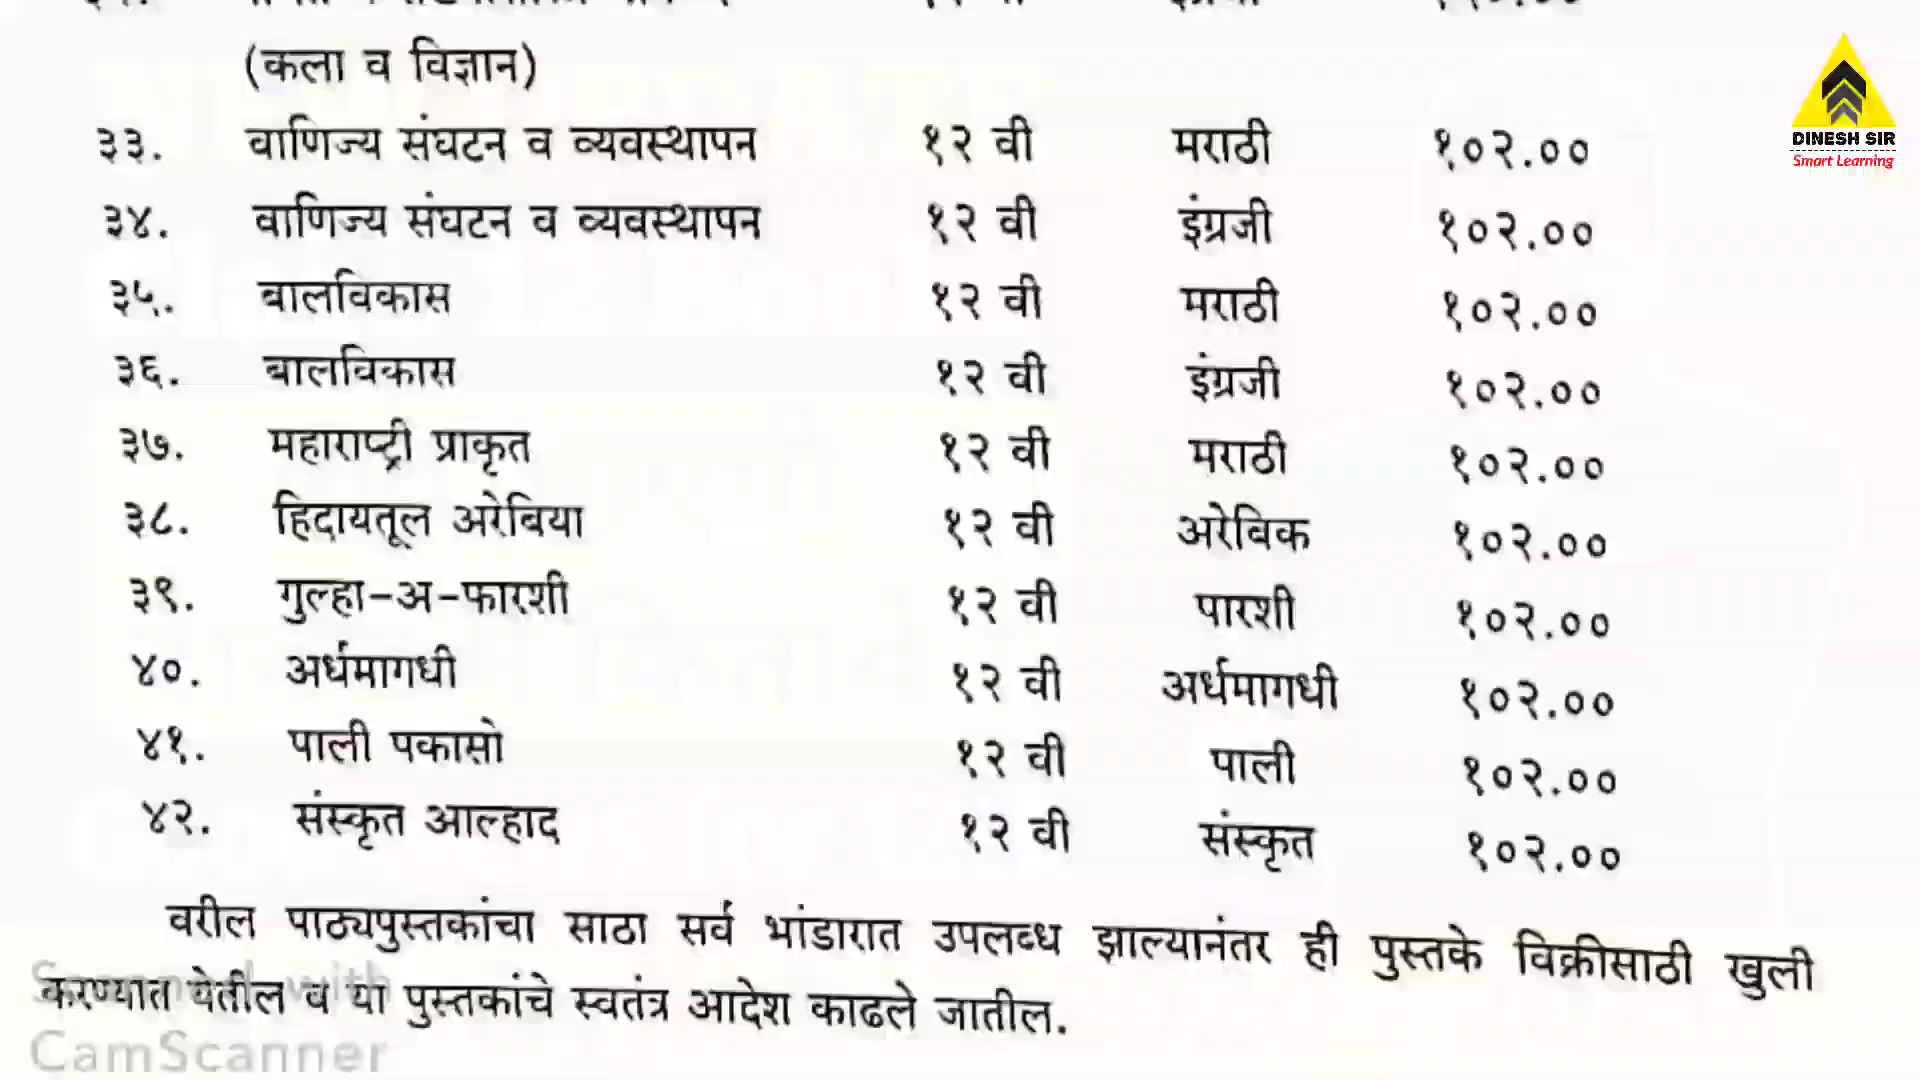 (कला व विज्ञान)
३३. वाणिज्य संघटन व व्यवस्थापन १२ वी मराठी १०२.००
३४. वाणिज्य संघटन व व्यवस्थापन १२ वी इंग्रजी १०२.००
३५. बालविकास १२ वी मराठी १०२.००
३६. बालविकास १२ वी इंग्रजी १०२.००
३७. महाराष्ट्री प्राकृत १२ वी मराठी १०२.००
३८. हिदायतूल अरेबिया १२ वी अरेबिक १०२.००
३९. गुल्हा-अ-फारशी १२ वी पारशी १०२.००
४०. अर्धमागधी १२ वी अर्धमागधी १०२.००
४१. पाली पकासो १२ वी पाली १०२.००
४२. संस्कृत आल्हाद १२ वी संस्कृत १०२.००
वरील पाठ्यपुस्तकांचा साठा सर्व भांडारात उपलब्ध झाल्यानंतर ही पुस्तके विक्रीसाठी खुली
करण्यात येतील व या पुस्तकांचे स्वतंत्र आदेश काढले जातील.
Scanned with
CamScanner
DINESH SIR
Smart Learning